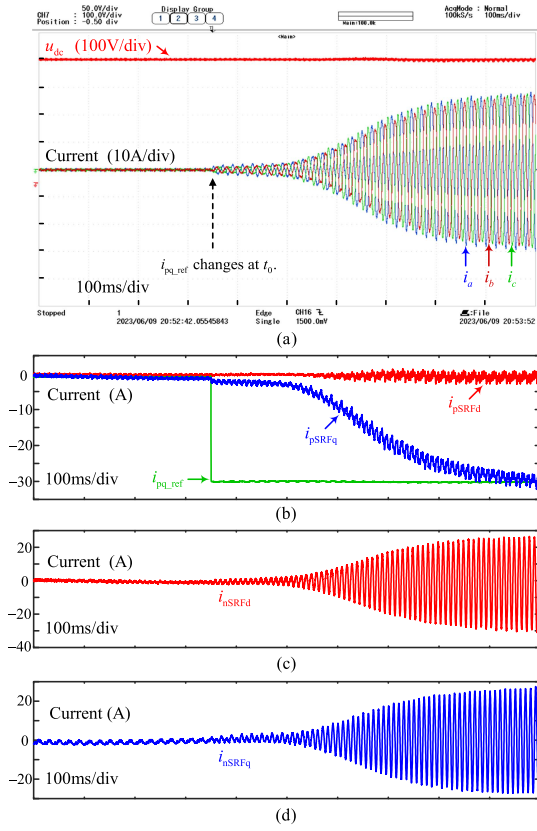 50.0V/div
CH7 : 100.0V/div
Position : -0.50 div
Display Group
1 2 3 4
Main:100.0k
AcqMode : Normal
100kS/s 100ms/div
<Main>
u_dc (100V/div)
Current (10A/div)
i_pq_ref changes at t_0.
i_a i_b i_c
100ms/div
Stopped
1
2023/06/09 20:52:42.05545843
Edge CH16
Single 1500.0mV
:File
2023/06/09 20:53:52
(a)
0
-10
-20
-30
Current (A)
i_pSRFd
i_pSRFq
i_pq_ref
100ms/div
(b)
20
0
-20
-40
Current (A)
i_nSRFd
100ms/div
(c)
20
0
-20
Current (A)
i_nSRFq
100ms/div
(d)